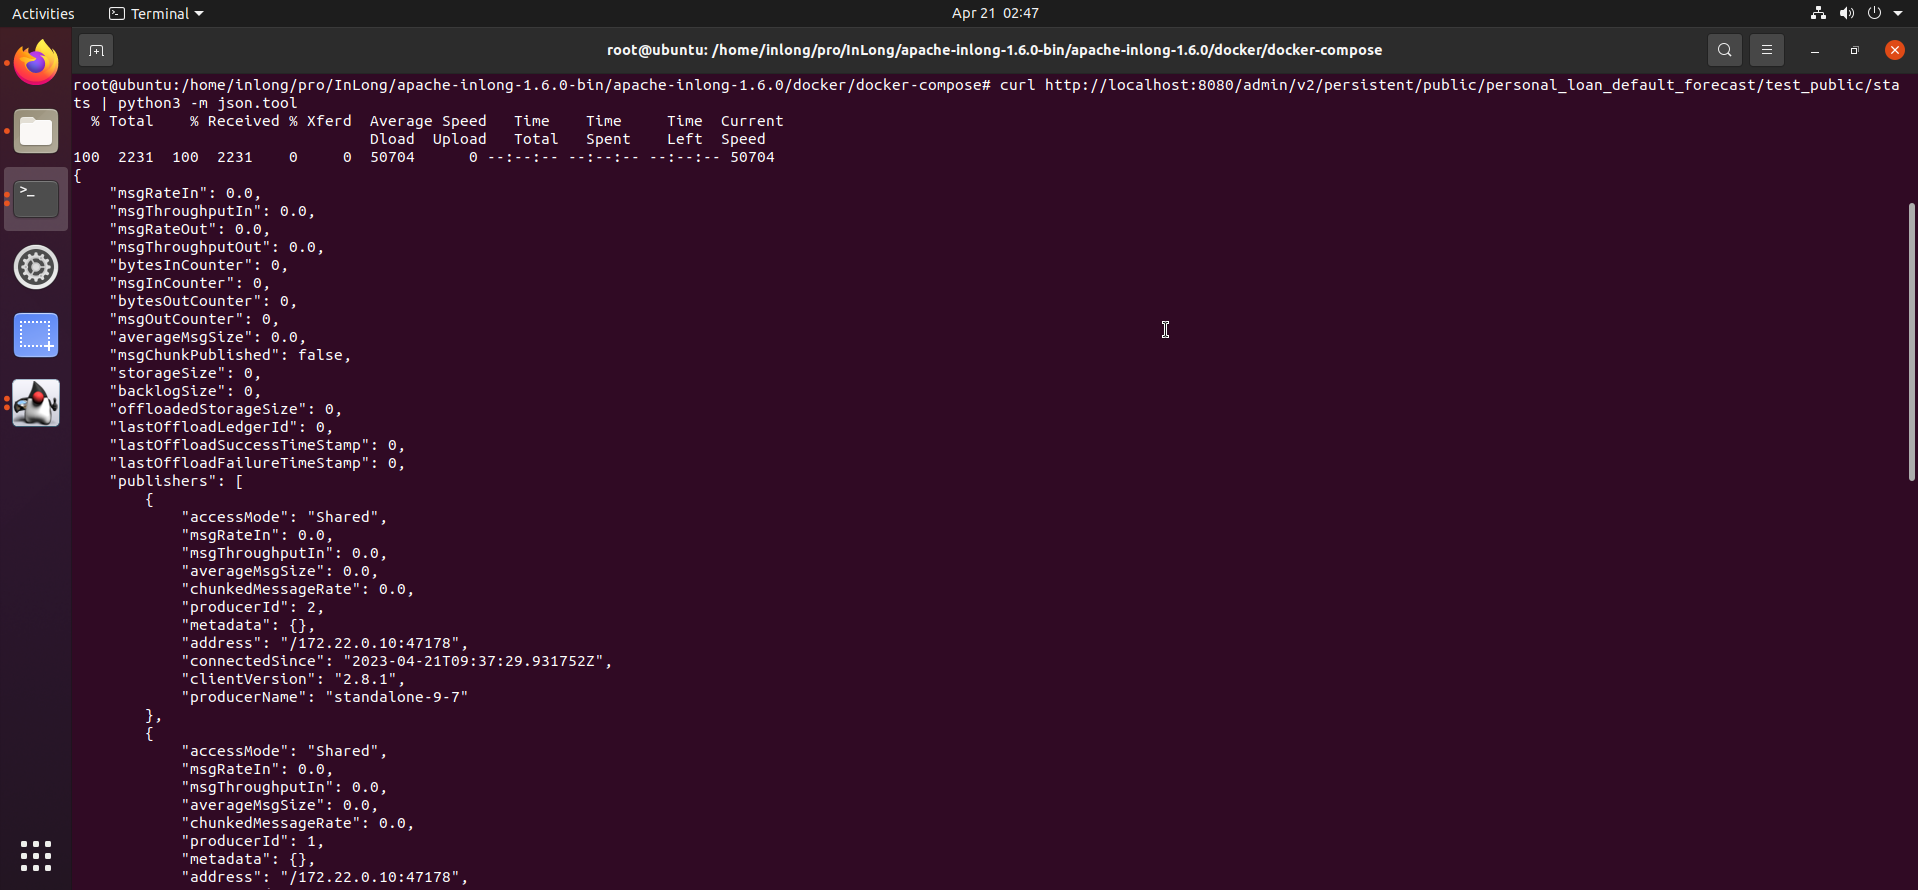 Activities
Terminal
Apr 21 02:47
root@ubuntu: /home/inlong/pro/InLong/apache-inlong-1.6.0-bin/apache-inlong-1.6.0/docker/docker-compose
root@ubuntu:/home/inlong/pro/InLong/apache-inlong-1.6.0-bin/apache-inlong-1.6.0/docker/docker-compose# curl http://localhost:8080/admin/v2/persistent/public/personal_loan_default_forecast/test_public/sta
ts | python3 -m json.tool
  % Total    % Received % Xferd  Average Speed   Time    Time     Time  Current
                                 Dload  Upload   Total   Spent    Left  Speed
100  2231  100  2231    0     0  50704      0 --:--:-- --:--:-- --:--:-- 50704
{
    "msgRateIn": 0.0,
    "msgThroughputIn": 0.0,
    "msgRateOut": 0.0,
    "msgThroughputOut": 0.0,
    "bytesInCounter": 0,
    "msgInCounter": 0,
    "bytesOutCounter": 0,
    "msgOutCounter": 0,
    "averageMsgSize": 0.0,
    "msgChunkPublished": false,
    "storageSize": 0,
    "backlogSize": 0,
    "offloadedStorageSize": 0,
    "lastOffloadLedgerId": 0,
    "lastOffloadSuccessTimeStamp": 0,
    "lastOffloadFailureTimeStamp": 0,
    "publishers": [
        {
            "accessMode": "Shared",
            "msgRateIn": 0.0,
            "msgThroughputIn": 0.0,
            "averageMsgSize": 0.0,
            "chunkedMessageRate": 0.0,
            "producerId": 2,
            "metadata": {},
            "address": "/172.22.0.10:47178",
            "connectedSince": "2023-04-21T09:37:29.931752Z",
            "clientVersion": "2.8.1",
            "producerName": "standalone-9-7"
        },
        {
            "accessMode": "Shared",
            "msgRateIn": 0.0,
            "msgThroughputIn": 0.0,
            "averageMsgSize": 0.0,
            "chunkedMessageRate": 0.0,
            "producerId": 1,
            "metadata": {},
            "address": "/172.22.0.10:47178",